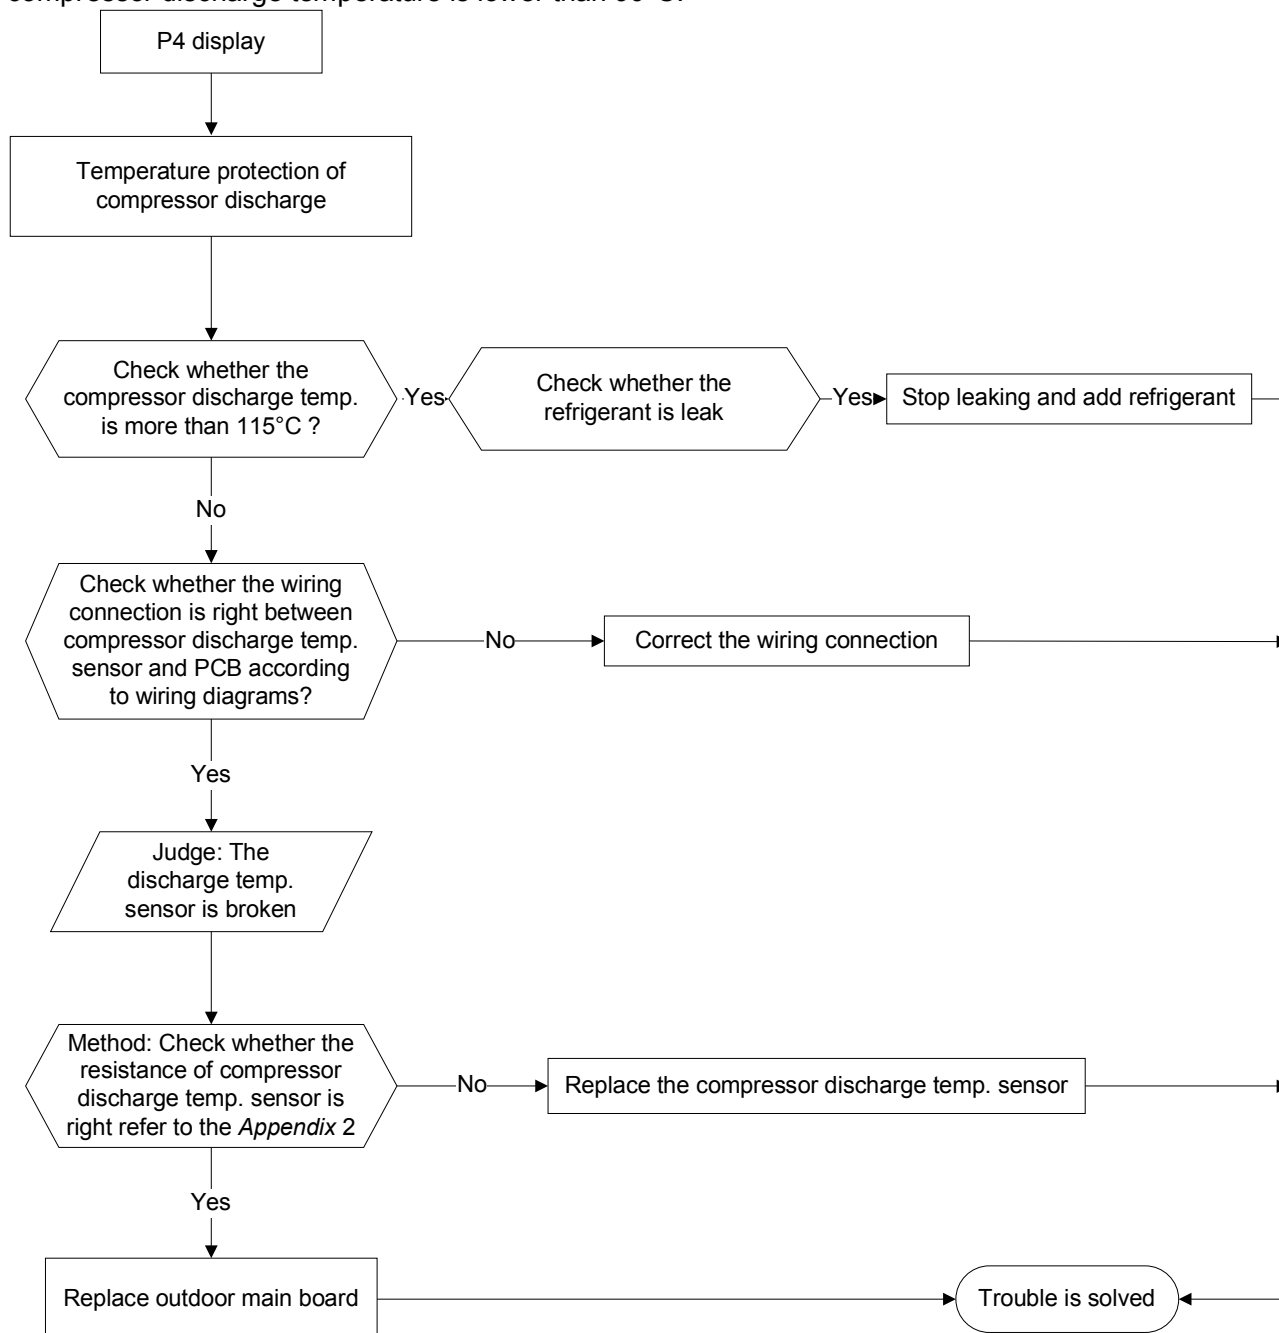 compressor discharge temperature is lower than
P4 display
Temperature protection of
compressor discharge
Check whether the
compressor discharge temp.
is more than 115°C ?
Yes
Check whether the
refrigerant is leak
Yes
Stop leaking and add refrigerant
No
Check whether the wiring
connection is right between
compressor discharge temp.
sensor and PCB according
to wiring diagrams?
No
Correct the wiring connection
Yes
Judge: The
discharge temp.
sensor is broken
Method: Check whether the
resistance of compressor
discharge temp. sensor is
right refer to the Appendix 2
No
Replace the compressor discharge temp. sensor
Yes
Replace outdoor main board
Trouble is solved